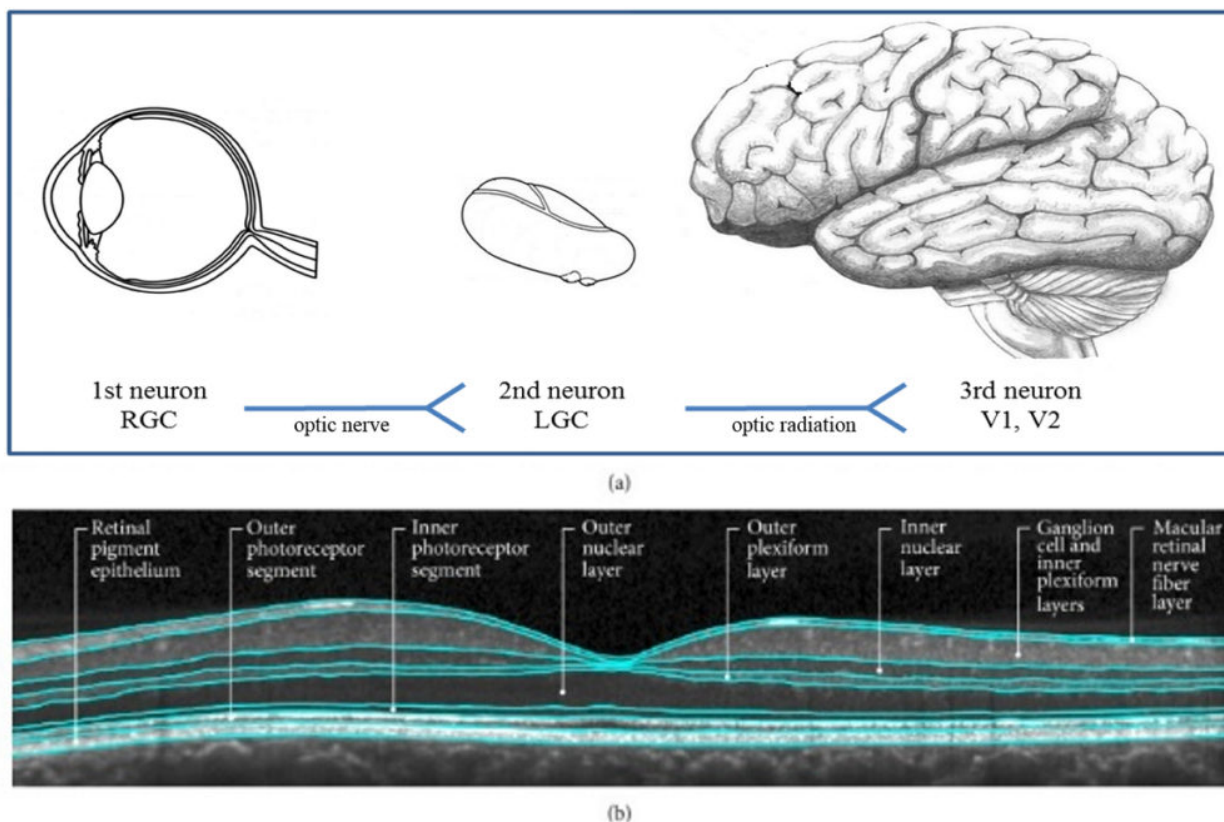 1st neuron
RGC
optic nerve
2nd neuron
LGC
optic radiation
3rd neuron
V1, V2
(a)
Retinal
pigment
epithelium
Outer
photoreceptor
segment
Inner
photoreceptor
segment
Outer
nuclear
layer
Outer
plexiform
layer
Inner
nuclear
layer
Ganglion
cell and
inner
plexiform
layers
Macular
retinal
nerve
fiber
layer
(b)